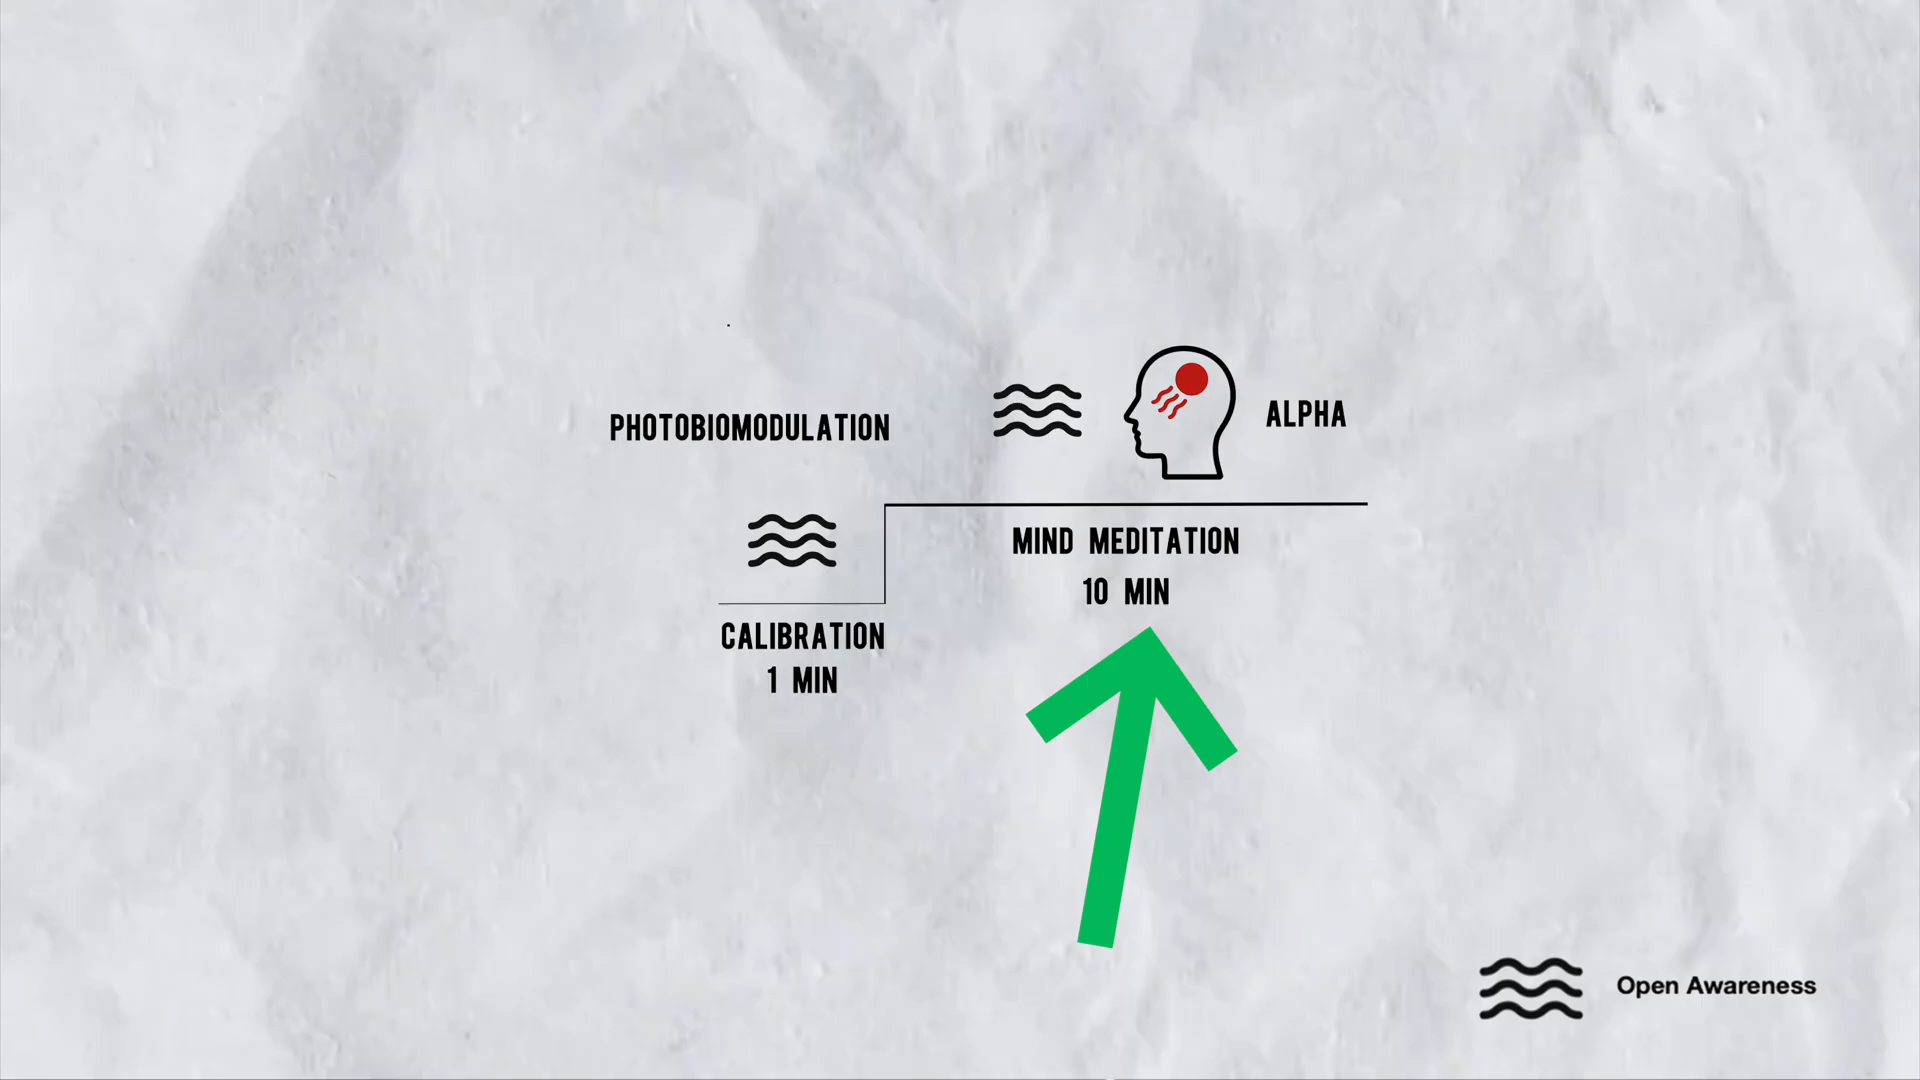 PHOTOBIOMODULATION
ALPHA
MIND MEDITATION
10 MIN
CALIBRATION
1 MIN
Open Awareness